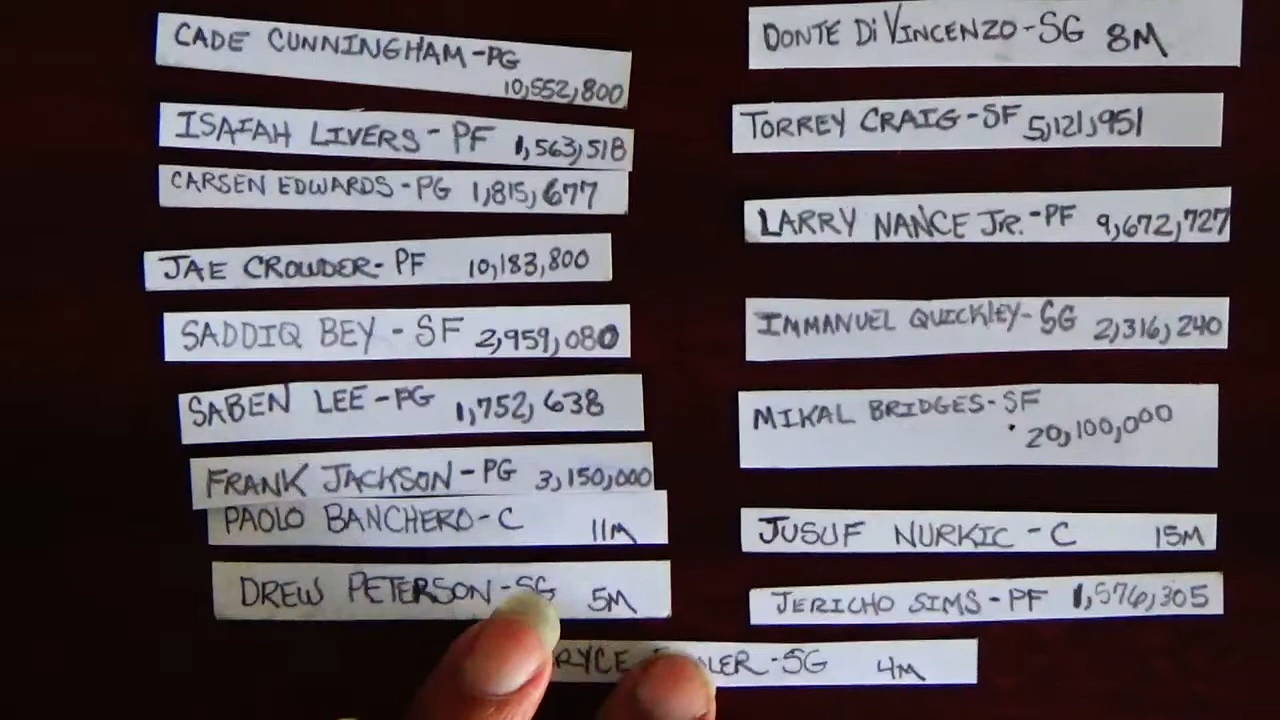 CADE CUNNINGHAM-PG
10,552,800
ISAIAH LIVERS-PF 1,563,518
CARSEN EDWARDS-PG 1,815,677
JAE CROWDER-PF 10,183,800
SADDIQ BEY-SF 2,959,080
SABEN LEE-PG 1,752,638
FRANK JACKSON-PG 3,150,000
PAOLO BANCHERO-C 11M
DREW PETERSON-SG 5M
DONTE DiVINCENZO-SG 8M
TORREY CRAIG-SF 5,121,951
LARRY NANCE JR.-PF 9,672,727
IMMANUEL QUICKLEY-SG 2,316,240
MIKAL BRIDGES-SF
20,100,000
JUSUF NURKIC-C 15M
JERICHO SIMS-PF 1,576,305
RYCE -SG 4M